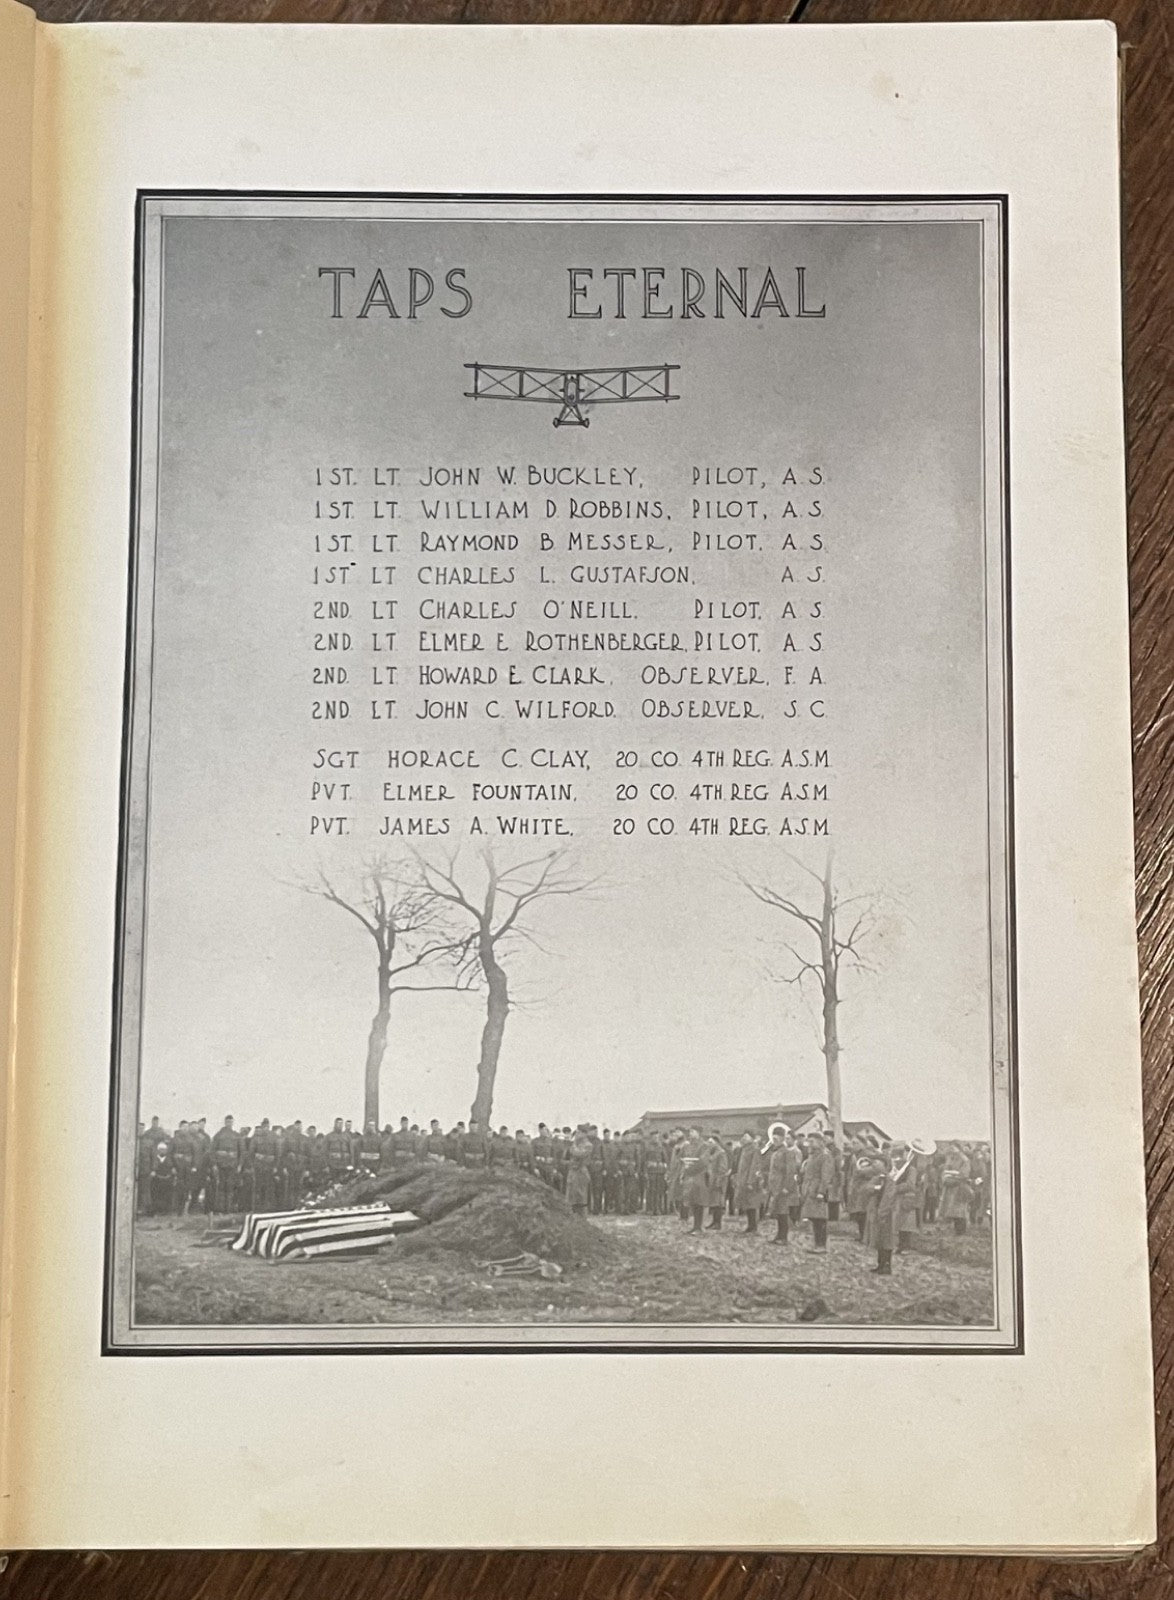 TAPS ETERNAL
1ST. LT. JOHN W. BUCKLEY, PILOT, A. S.
1ST. LT. WILLIAM D. ROBBINS, PILOT, A. S.
1ST. LT. RAYMOND B. MESSER, PILOT, A. S.
1ST. LT CHARLES L. GUSTAFSON, A. S.
2ND. LT CHARLES O'NEILL, PILOT, A. S
2ND. LT. ELMER E. ROTHENBERGER, PILOT, A. S.
2ND. LT. HOWARD E. CLARK, OBSERVER, F. A.
2ND. LT. JOHN C. WILFORD, OBSERVER, S. C.
SGT HORACE C. CLAY, 20 CO. 4TH REG. A.S.M.
PVT. ELMER FOUNTAIN, 20 CO. 4TH REG. A.S.M.
PVT. JAMES A. WHITE, 20 CO. 4TH REG. A.S.M.